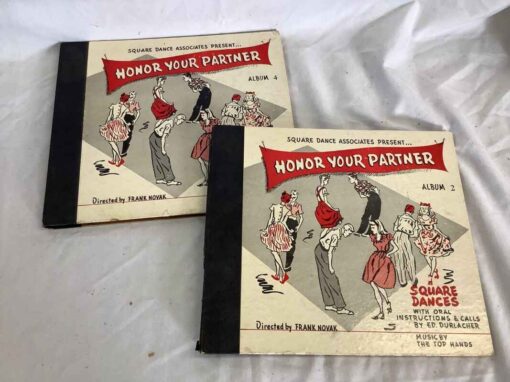 SQUARE DANCE ASSOCIATES PRESENT...
HONOR YOUR PARTNER
ALBUM 4
Directed by FRANK NOVAK
SQUARE DANCE ASSOCIATES PRESENT...
HONOR YOUR PARTNER
ALBUM 2
SQUARE
DANCES
WITH ORAL
INSTRUCTIONS & CALLS
BY ED. DURLACHER
MUSIC BY
THE TOP HANDS
Directed by FRANK NOVAK